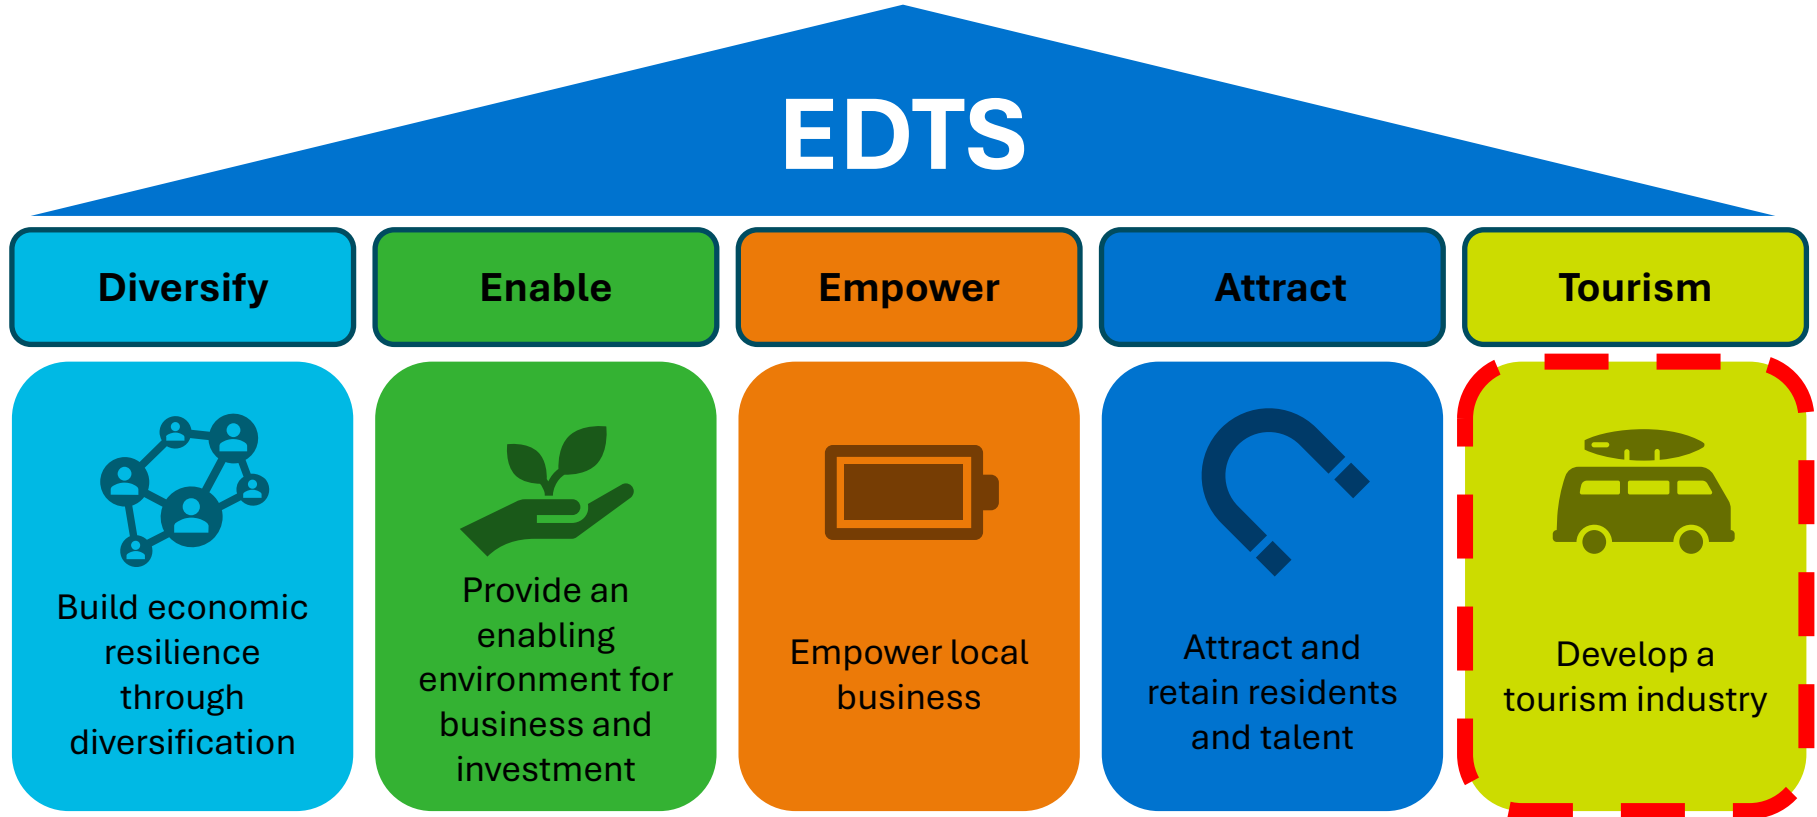 EDTS
Diversify
Enable
Empower
Attract
Tourism
Build economic
resilience
through
diversification
Provide an
enabling
environment for
business and
investment
Empower local
business
Attract and
retain residents
and talent
Develop a
tourism industry